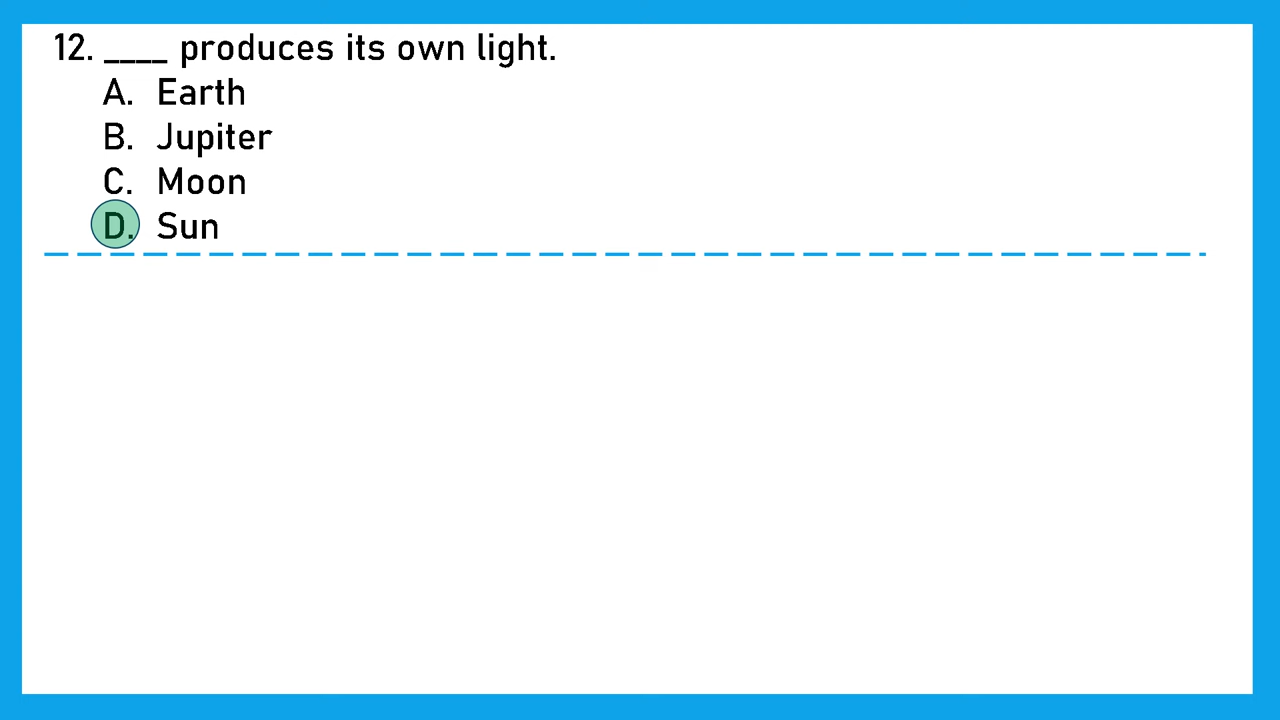 12. ____ produces its own light.
A. Earth
B. Jupiter
C. Moon
D. Sun